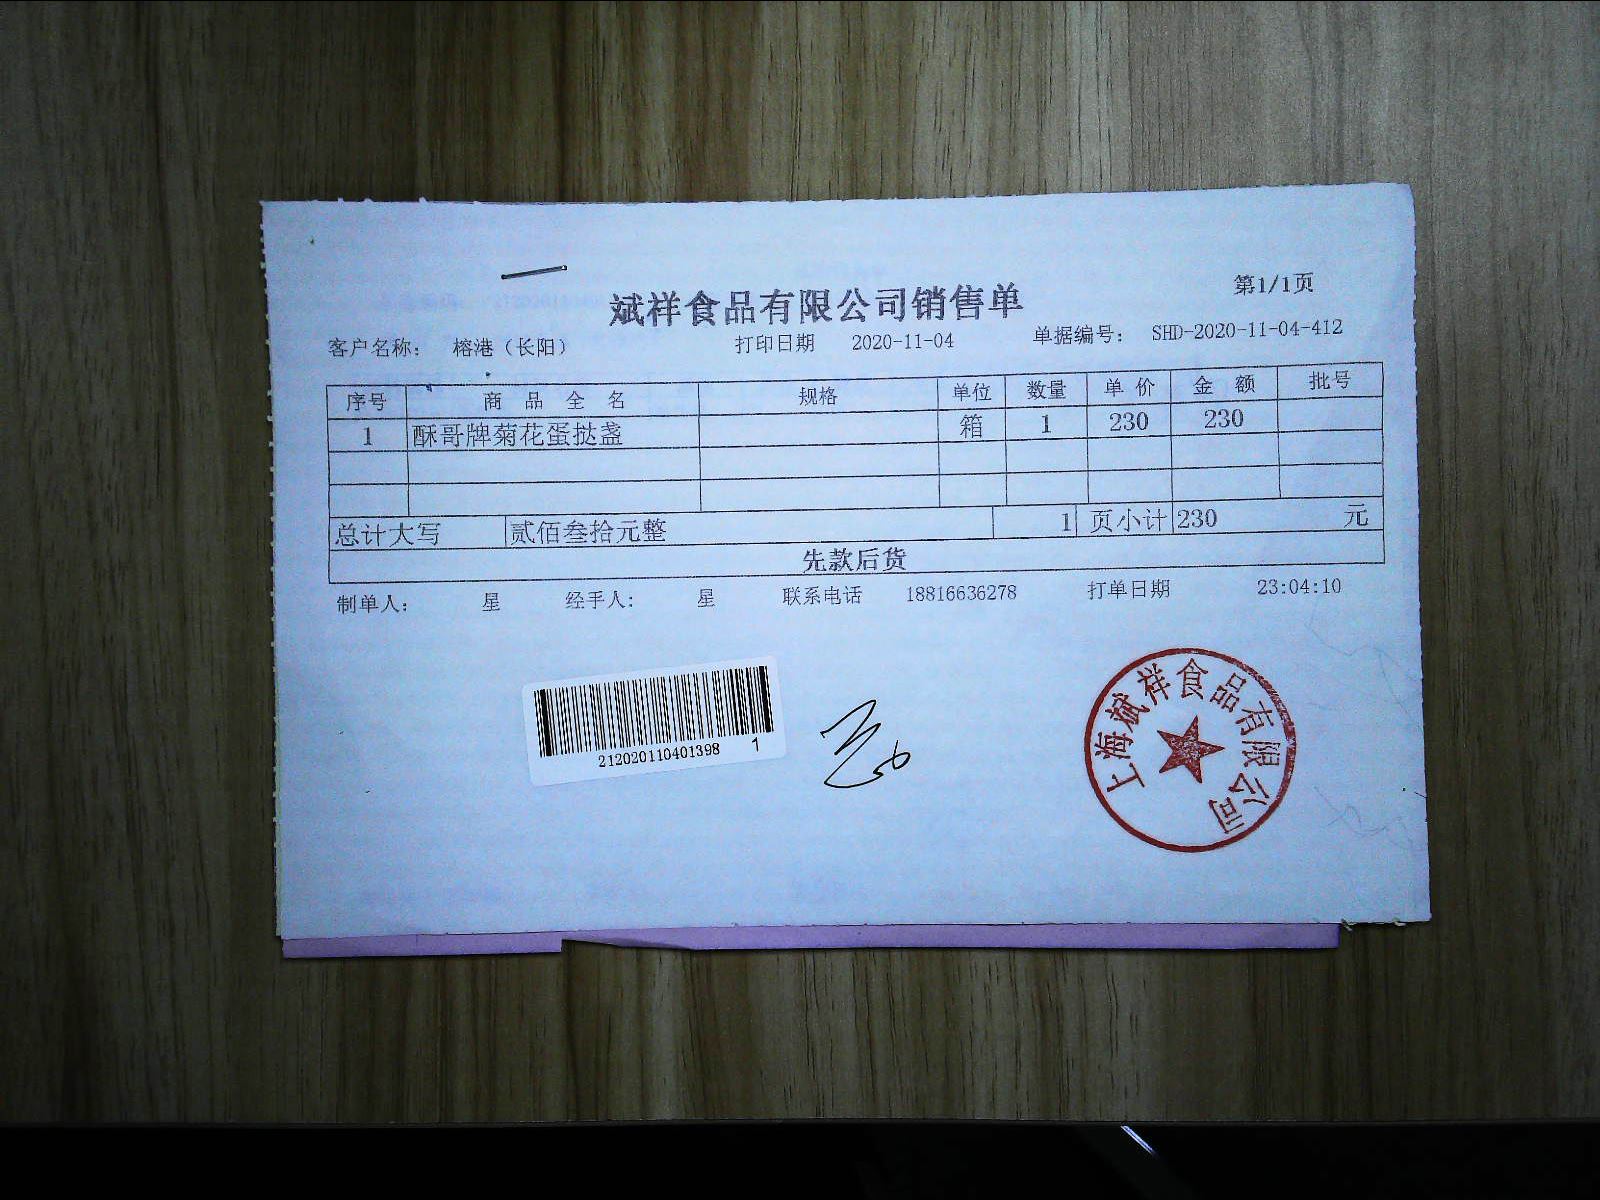 第1/1页
斌祥食品有限公司销售单
客户名称： 榕港（长阳） 打印日期 2020-11-04 单据编号： SHD-2020-11-04-412
序号 商品全名 规格 单位 数量 单价 金额 批号
1 酥哥牌菊花蛋挞盏 箱 1 230 230
总计大写 贰佰叁拾元整 1 页小计 230 元
先款后货
制单人： 星 经手人： 星 联系电话 18816636278 打单日期 23:04:10
212020110401398 1
上海斌祥食品有限公司